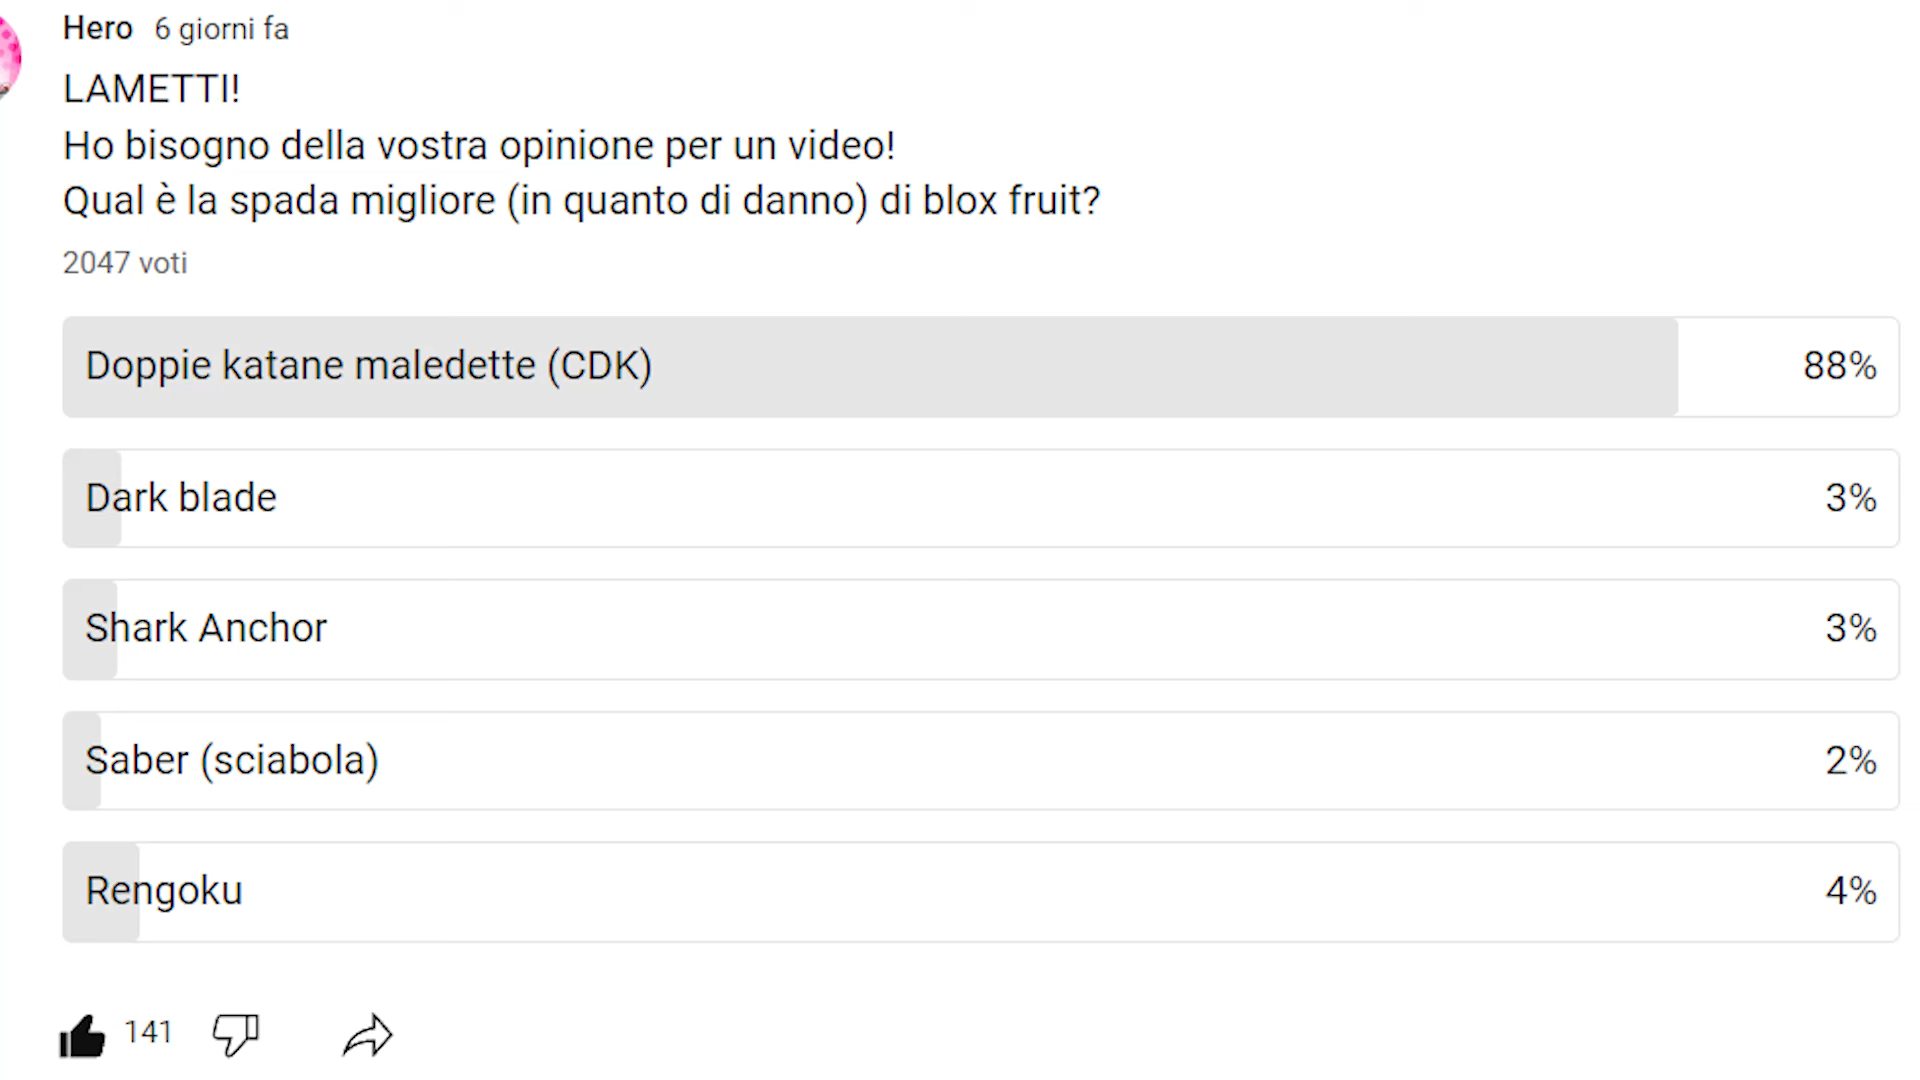 Hero 6 giorni fa
LAMETTI!
Ho bisogno della vostra opinione per un video!
Qual è la spada migliore (in quanto di danno) di blox fruit?
2047 voti
Doppie katane maledette (CDK) 88%
Dark blade 3%
Shark Anchor 3%
Saber (sciabola) 2%
Rengoku 4%
141